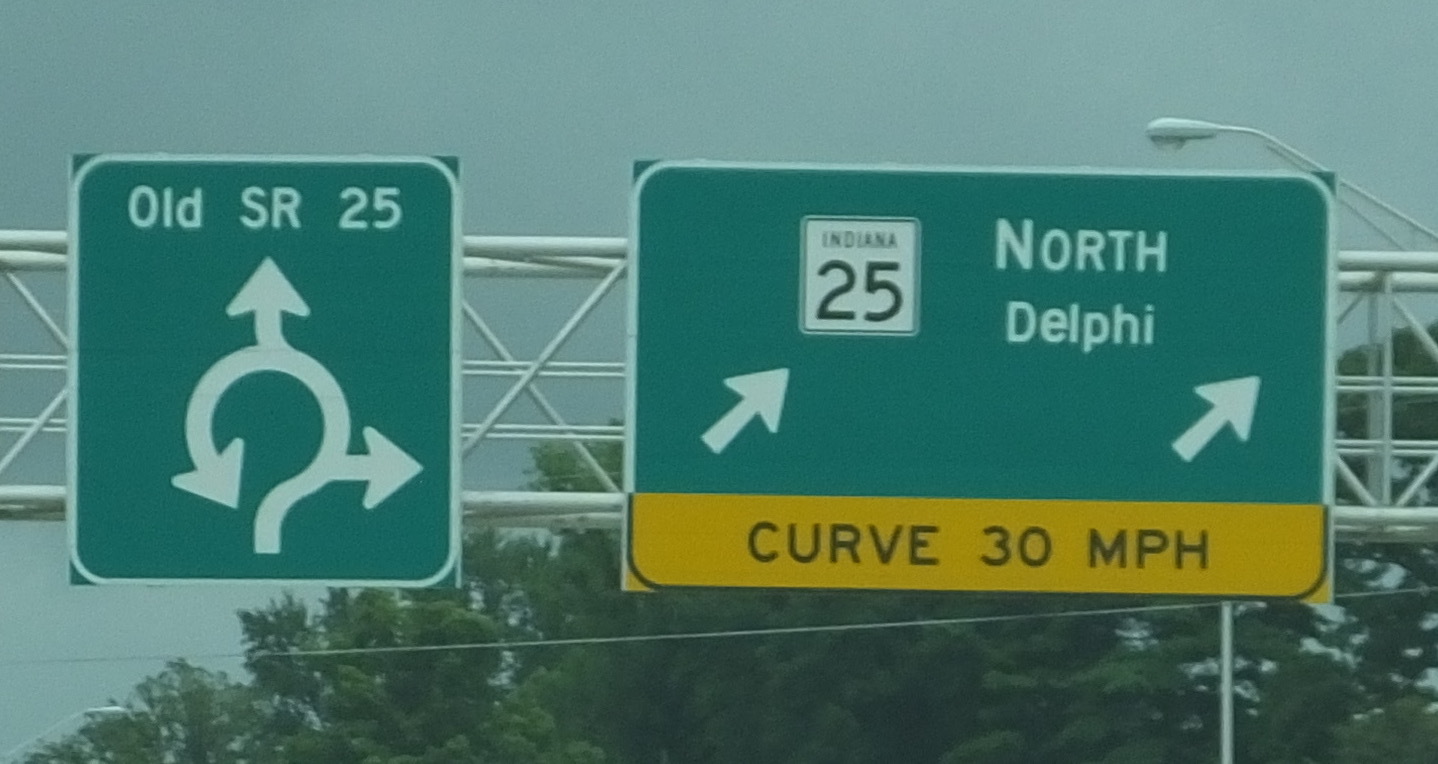 Old SR 25
INDIANA
25
NORTH
Delphi
CURVE 30 MPH